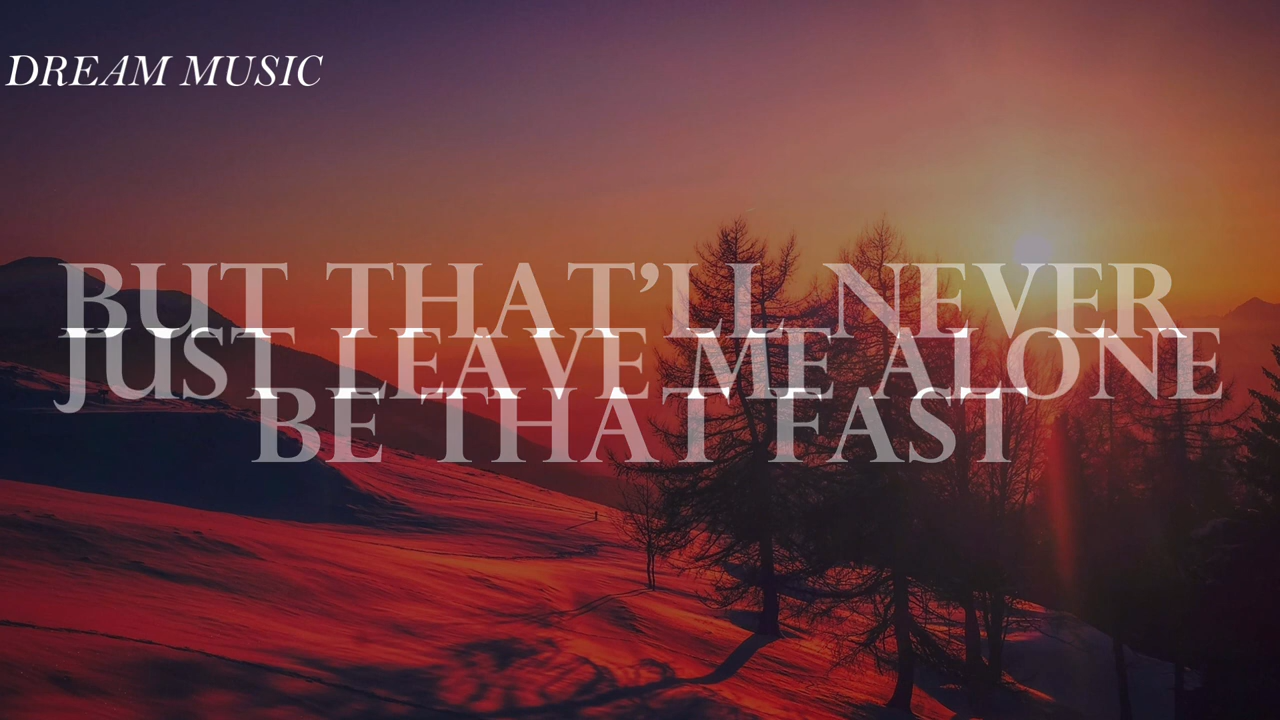 DREAM MUSIC
BUT THAT'LL NEVER
JUST LEAVE ME ALONE
BE THAT FAST